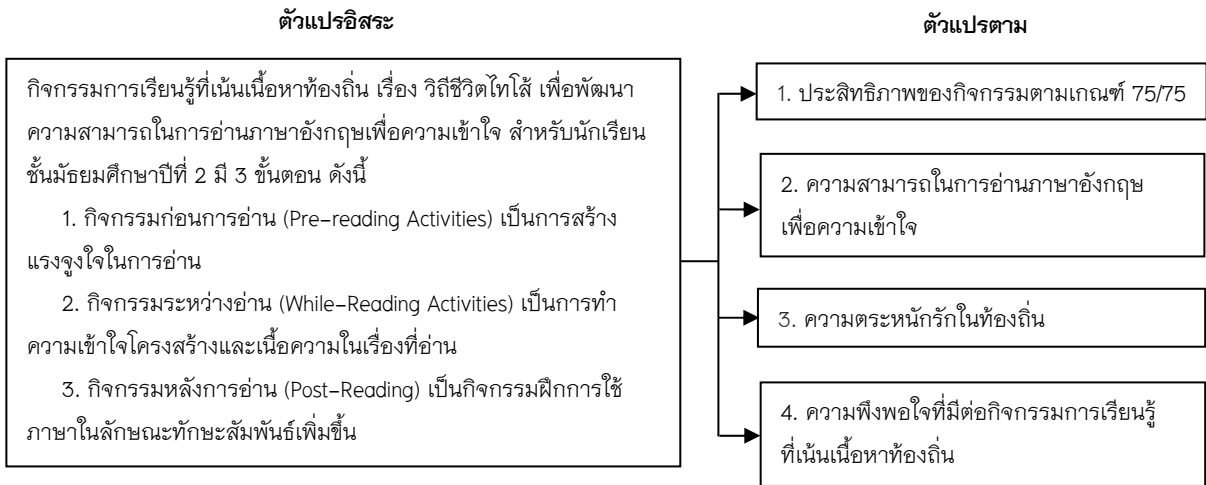 ตัวแปรอิสระ
กิจกรรมการเรียนรู้ที่เน้นเนื้อหาท้องถิ่น เรื่อง วิถีชีวิตไทโส้ เพื่อพัฒนา
ความสามารถในการอ่านภาษาอังกฤษเพื่อความเข้าใจ สำหรับนักเรียน
ชั้นมัธยมศึกษาปีที่ 2 มี 3 ขั้นตอน ดังนี้
1. กิจกรรมก่อนการอ่าน (Pre-reading Activities) เป็นการสร้าง
แรงจูงใจในการอ่าน
2. กิจกรรมระหว่างอ่าน (While-Reading Activities) เป็นการทำ
ความเข้าใจโครงสร้างและเนื้อความในเรื่องที่อ่าน
3. กิจกรรมหลังการอ่าน (Post-Reading) เป็นกิจกรรมฝึกการใช้
ภาษาในลักษณะทักษะสัมพันธ์เพิ่มขึ้น
ตัวแปรตาม
1. ประสิทธิภาพของกิจกรรมตามเกณฑ์ 75/75
2. ความสามารถในการอ่านภาษาอังกฤษ
เพื่อความเข้าใจ
3. ความตระหนักรักในท้องถิ่น
4. ความพึงพอใจที่มีต่อกิจกรรมการเรียนรู้
ที่เน้นเนื้อหาท้องถิ่น